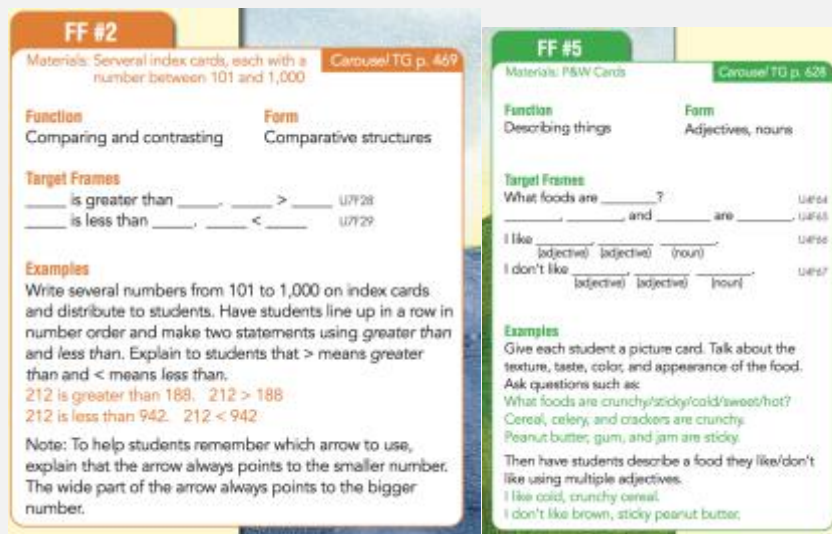 FF #2
Materials: Serveral index cards, each with a
number between 101 and 1,000
Carousel TG p. 469
Function
Comparing and contrasting
Form
Comparative structures
Target Frames
_____ is greater than _____. _____ > _____ U7F28
_____ is less than _____. _____ < _____ U7F29
Examples
Write several numbers from 101 to 1,000 on index cards
and distribute to students. Have students line up in a row in
number order and make two statements using greater than
and less than. Explain to students that > means greater
than and < means less than.
212 is greater than 188. 212 > 188
212 is less than 942. 212 < 942
Note: To help students remember which arrow to use,
explain that the arrow always points to the smaller number.
The wide part of the arrow always points to the bigger
number.
FF #5
Materials: P&W Cards
Carousel TG p. 628
Function
Describing things
Form
Adjectives, nouns
Target Frames
What foods are _______? U4F64
_______, _______, and _______ are _______. U4F65
I like _______, _______ _______. U4F66
(adjective) (adjective) (noun)
I don't like _______, _______ _______. U4F67
(adjective) (adjective) (noun)
Examples
Give each student a picture card. Talk about the
texture, taste, color, and appearance of the food.
Ask questions such as:
What foods are crunchy/sticky/cold/sweet/hot?
Cereal, celery, and crackers are crunchy.
Peanut butter, gum, and jam are sticky.
Then have students describe a food they like/don't
like using multiple adjectives.
I like cold, crunchy cereal.
I don't like brown, sticky peanut butter.